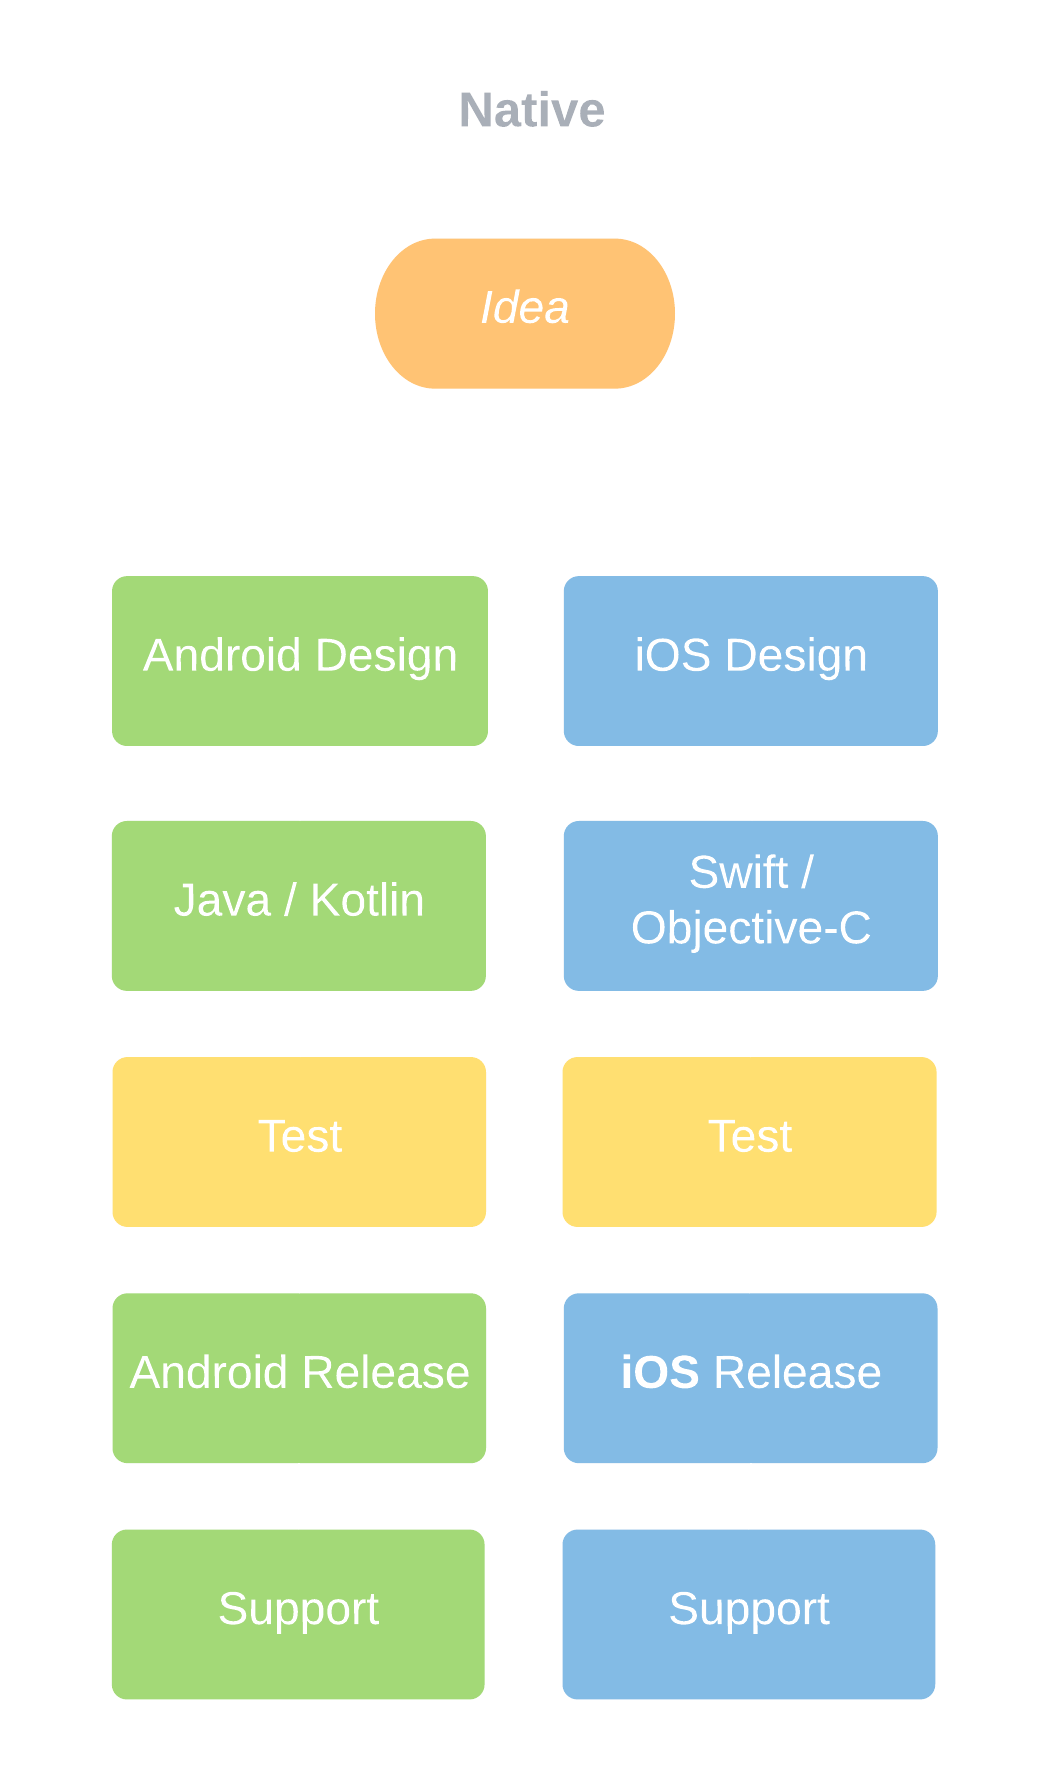 Native
Idea
Android Design
iOS Design
Java / Kotlin
Swift /
Objective-C
Test
Test
Android Release
iOS Release
Support
Support